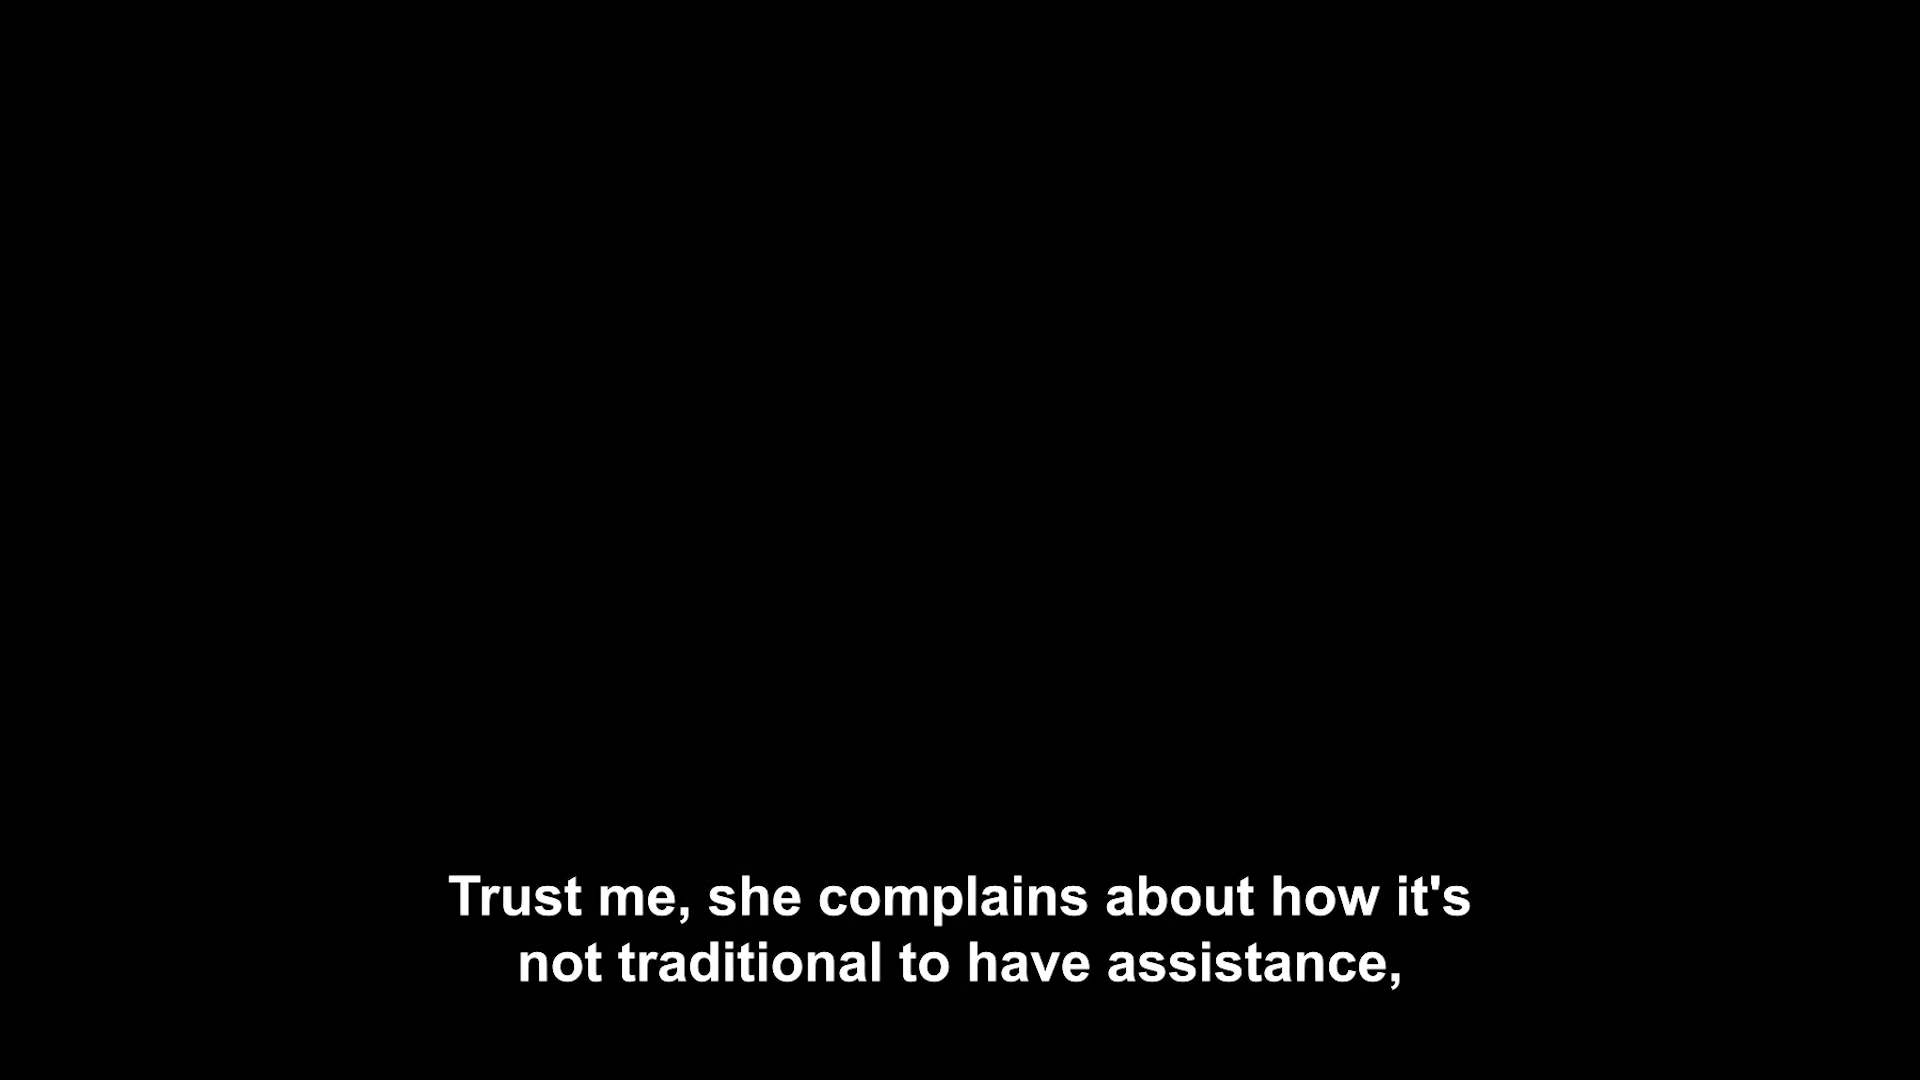 Trust me, she complains about how it's
not traditional to have assistance,